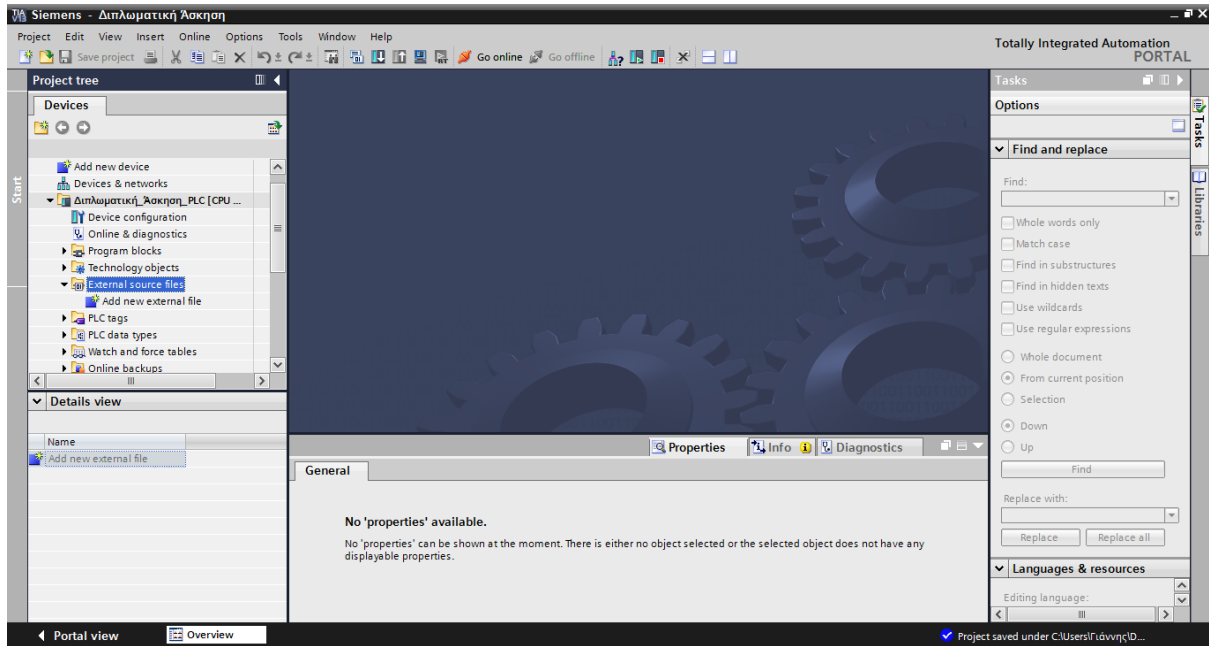 Siemens - Διπλωματική Άσκηση
Project Edit View Insert Online Options Tools Window Help
Save project Go online Go offline
Totally Integrated Automation
PORTAL
Start
Project tree
Devices
Add new device
Devices & networks
Διπλωματική_Άσκηση_PLC [CPU ...
Device configuration
Online & diagnostics
Program blocks
Technology objects
External source files
Add new external file
PLC tags
PLC data types
Watch and force tables
Online backups
Details view
Name
Add new external file
Properties Info Diagnostics
General
No 'properties' available.
No 'properties' can be shown at the moment. There is either no object selected or the selected object does not have any
displayable properties.
Tasks
Options
Find and replace
Find:
Whole words only
Match case
Find in substructures
Find in hidden texts
Use wildcards
Use regular expressions
Whole document
From current position
Selection
Down
Up
Find
Replace with:
Replace Replace all
Languages & resources
Editing language:
Tasks
Libraries
Portal view Overview
Project saved under C:\Users\Γιάννης\D...